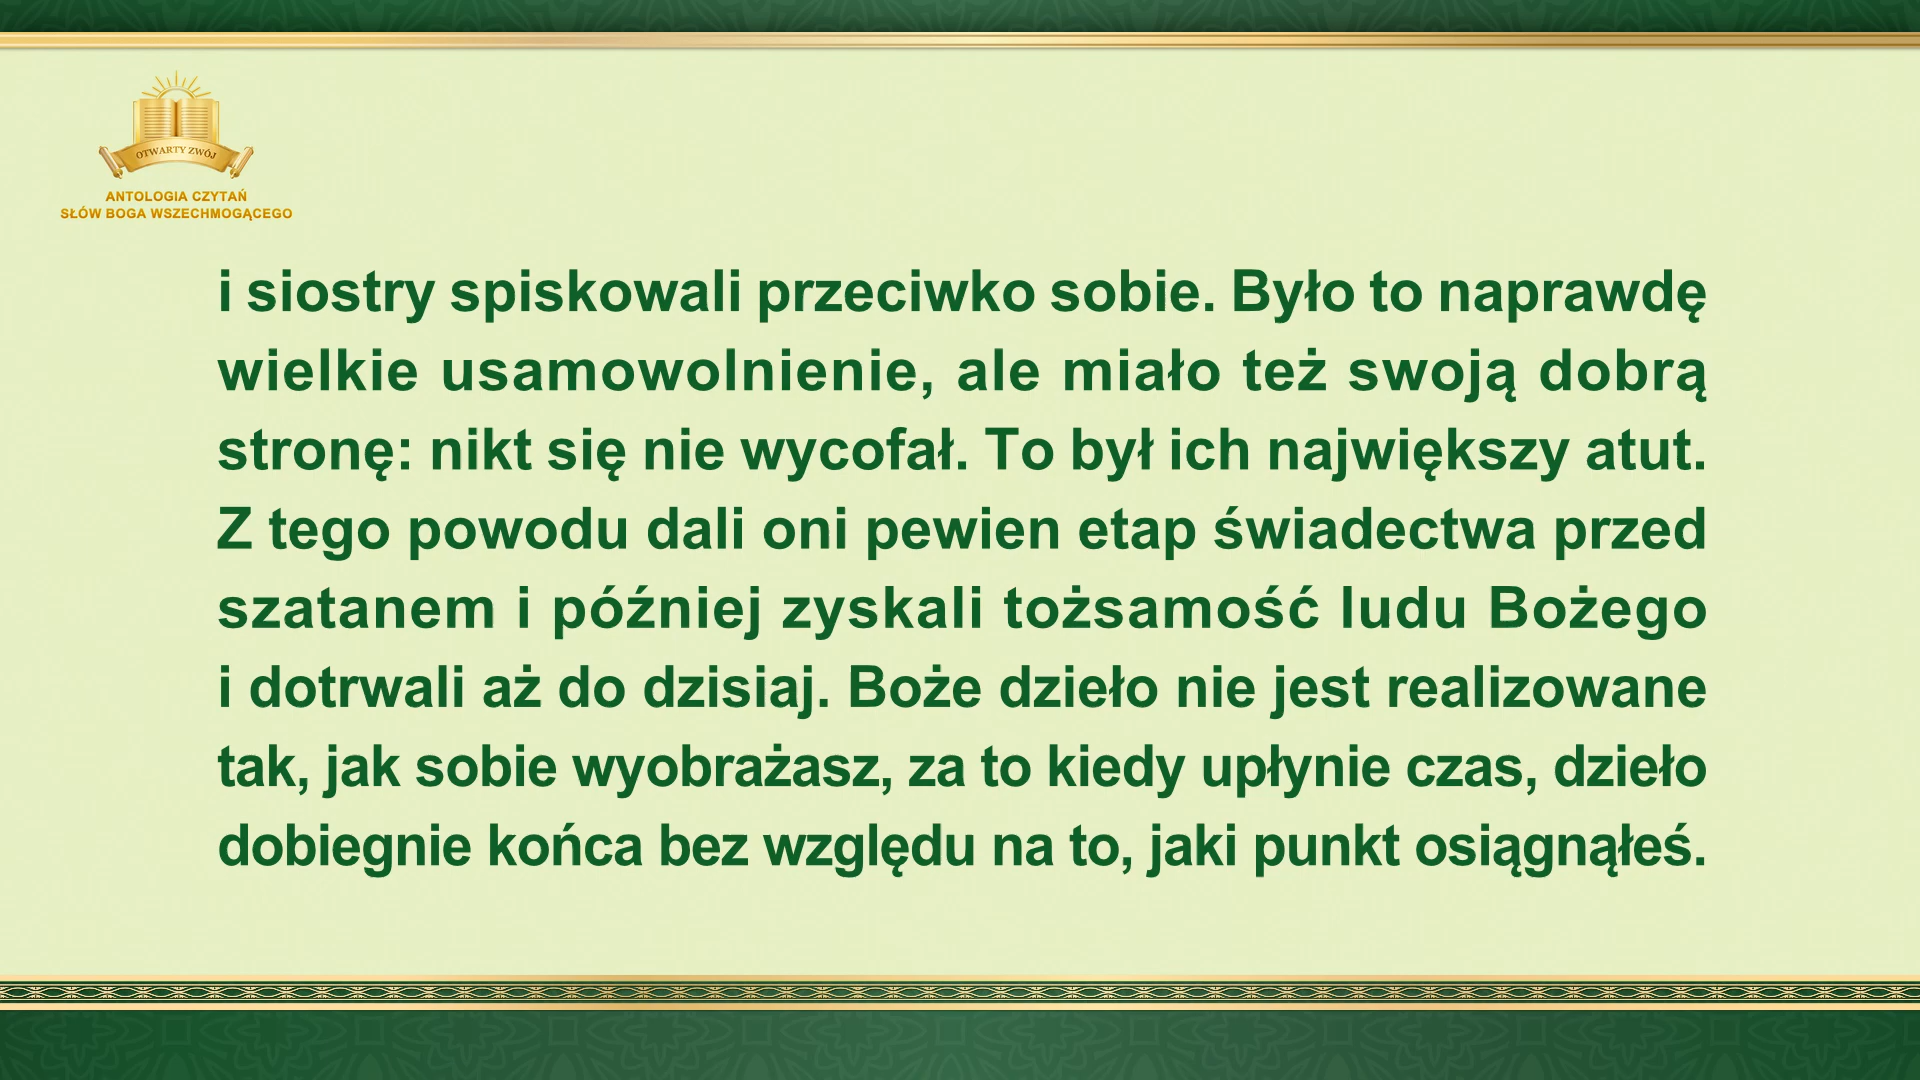 OTWARTY ZWÓJ
ANTOLOGIA CZYTAŃ
SŁÓW BOGA WSZECHMOGĄCEGO
i siostry spiskowali przeciwko sobie. Było to naprawdę
wielkie usamowolnienie, ale miało też swoją dobrą
stronę: nikt się nie wycofał. To był ich największy atut.
Z tego powodu dali oni pewien etap świadectwa przed
szatanem i później zyskali tożsamość ludu Bożego
i dotrwali aż do dzisiaj. Boże dzieło nie jest realizowane
tak, jak sobie wyobrażasz, za to kiedy upłynie czas, dzieło
dobiegnie końca bez względu na to, jaki punkt osiągnąłeś.